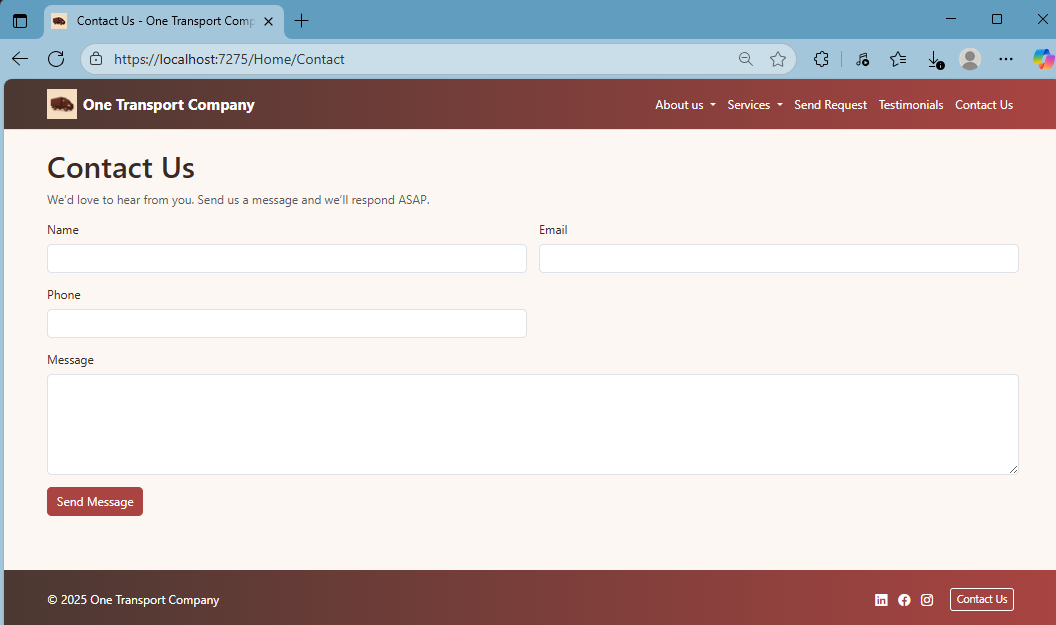 Contact Us - One Transport Comp
https://localhost:7275/Home/Contact
One Transport Company
About us Services Send Request Testimonials Contact Us
Contact Us
We'd love to hear from you. Send us a message and we'll respond ASAP.
Name Email
Phone
Message
Send Message
© 2025 One Transport Company
Contact Us